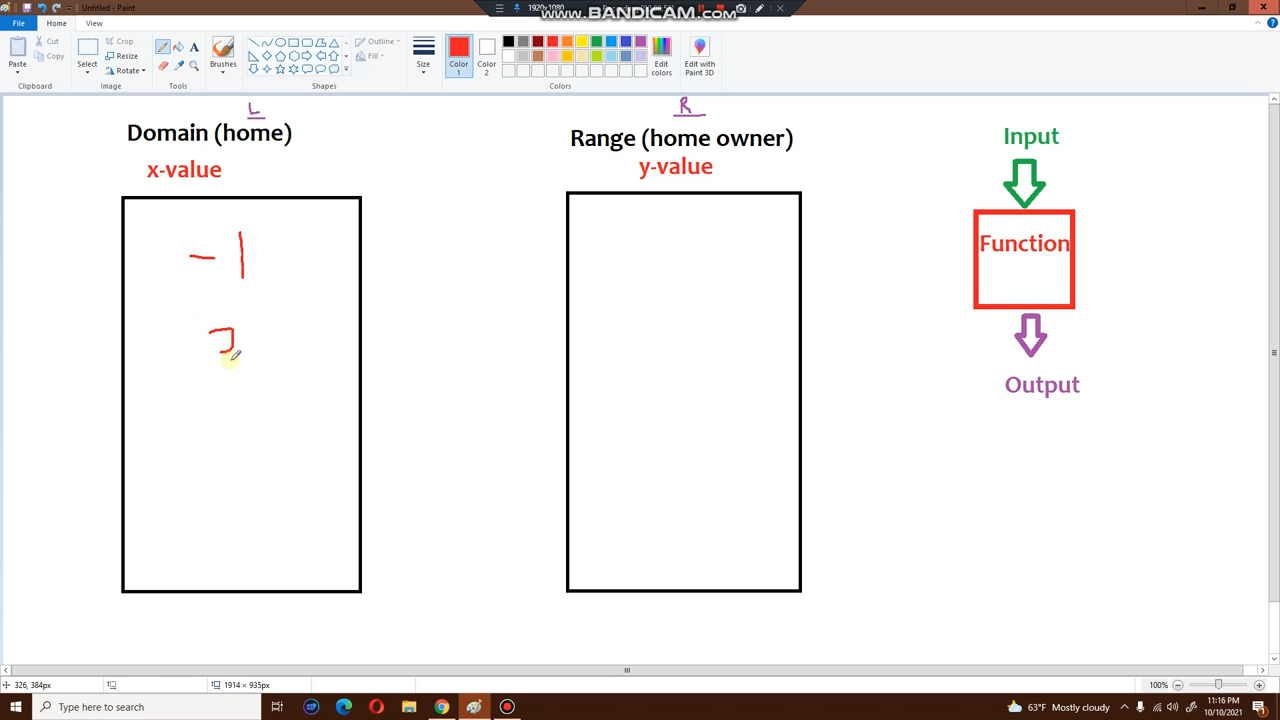 Untitled - Paint
1920x1080
www.BANDICAM.com
File
Home
View
Paste
Cut
Copy
Clipboard
Select
Crop
Resize
Rotate
Image
Tools
Brushes
Shapes
Outline
Fill
Size
Color 1
Color 2
Edit colors
Edit with Paint 3D
Colors
L
R
Domain (home)
x-value
Range (home owner)
y-value
Input
Function
Output
-1
326, 384px
1914 × 935px
100%
Type here to search
63°F Mostly cloudy
11:16 PM
10/10/2021